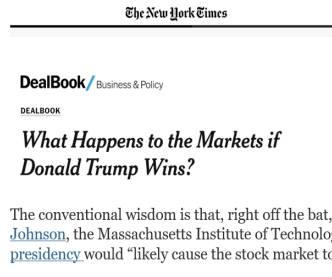 The New York Times
DealBook/ Business & Policy
DEALBOOK
What Happens to the Markets if
Donald Trump Wins?
The conventional wisdom is that, right off the bat,
Johnson, the Massachusetts Institute of Technolo
presidency would “likely cause the stock market to